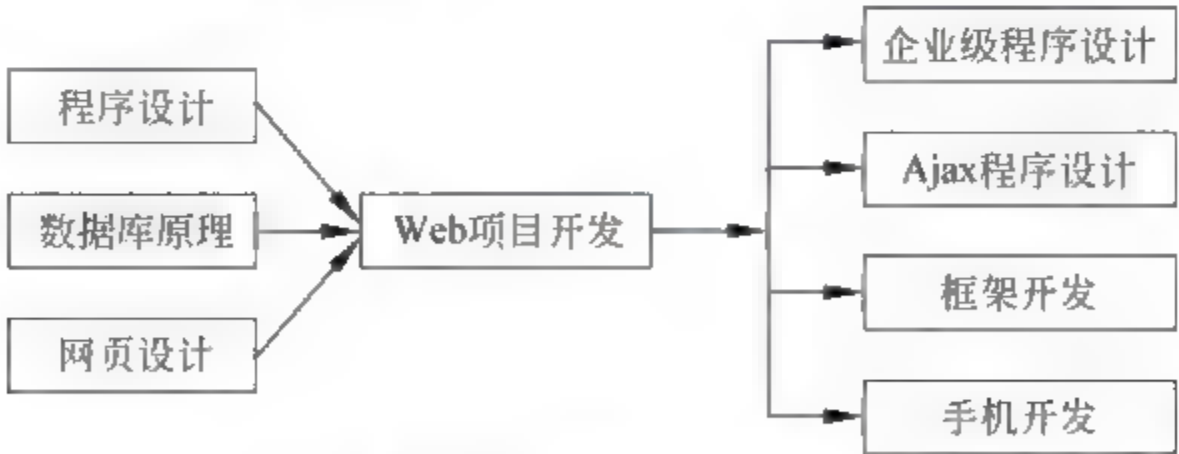 程序设计
数据库原理
网页设计
Web项目开发
企业级程序设计
Ajax程序设计
框架开发
手机开发